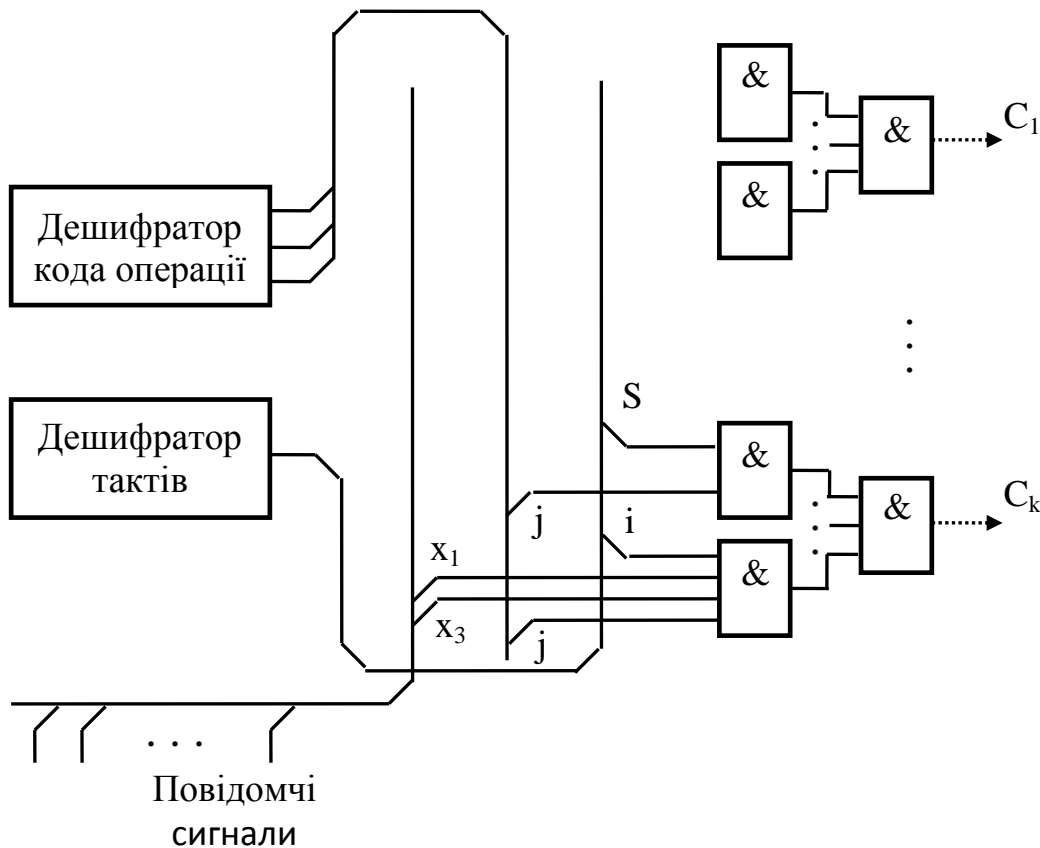 &
&
&
C1
Дешифратор
кода операції
. . .
S
Дешифратор
тактів
&
&
Ck
j
i
x1
&
x3
j
. . .
Повідомчі
сигнали